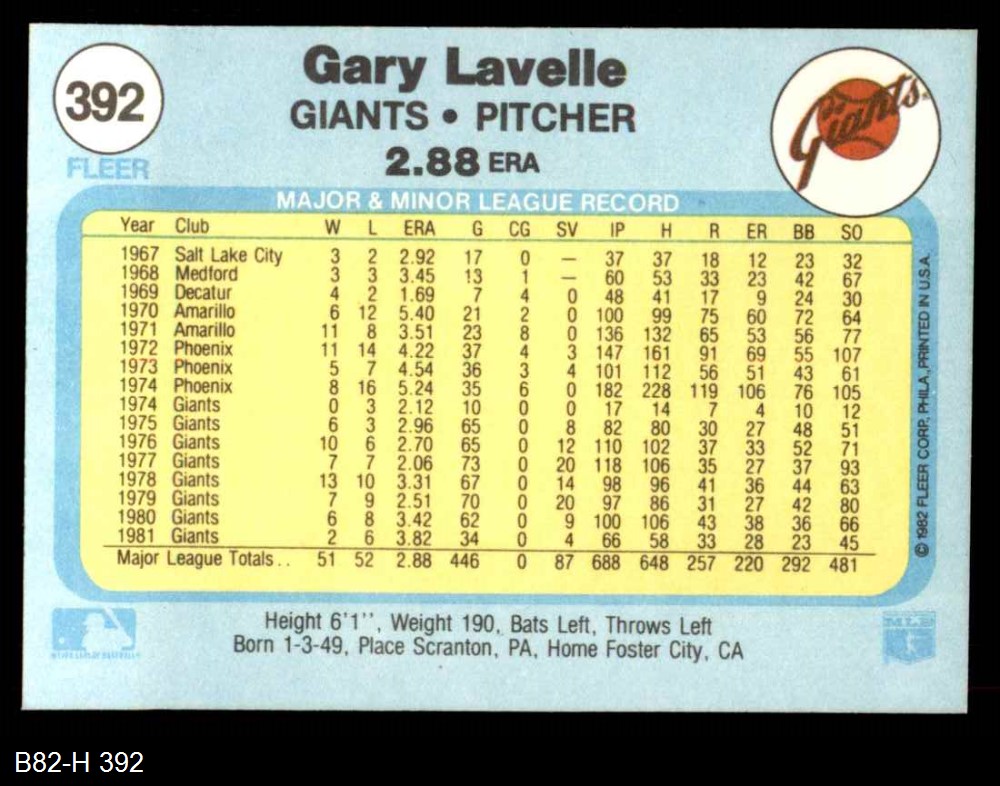 392
FLEER
Gary Lavelle
GIANTS • PITCHER
2.88 ERA
Giants.
MAJOR & MINOR LEAGUE RECORD
Year Club W L ERA G CG SV IP H R ER BB SO
1967 Salt Lake City 3 2 2.92 17 0 — 37 37 18 12 23 32
1968 Medford 3 3 3.45 13 1 — 60 53 33 23 42 67
1969 Decatur 4 2 1.69 7 4 0 48 41 17 9 24 30
1970 Amarillo 6 12 5.40 21 2 0 100 99 75 60 72 64
1971 Amarillo 11 8 3.51 23 8 0 136 132 65 53 56 77
1972 Phoenix 11 14 4.22 37 4 3 147 161 91 69 55 107
1973 Phoenix 5 7 4.54 36 3 4 101 112 56 51 43 61
1974 Phoenix 8 16 5.24 35 6 0 182 228 119 106 76 105
1974 Giants 0 3 2.12 10 0 0 17 14 7 4 10 12
1975 Giants 6 3 2.96 65 0 8 82 80 30 27 48 51
1976 Giants 10 6 2.70 65 0 12 110 102 37 33 52 71
1977 Giants 7 7 2.06 73 0 20 118 106 35 27 37 93
1978 Giants 13 10 3.31 67 0 14 98 96 41 36 44 63
1979 Giants 7 9 2.51 70 0 20 97 86 31 27 42 80
1980 Giants 6 8 3.42 62 0 9 100 106 43 38 36 66
1981 Giants 2 6 3.82 34 0 4 66 58 33 28 23 45
Major League Totals . . 51 52 2.88 446 0 87 688 648 257 220 292 481
© 1982 FLEER CORP., PHILA., PRINTED IN U.S.A.
Height 6'1'', Weight 190, Bats Left, Throws Left
Born 1-3-49, Place Scranton, PA, Home Foster City, CA
MLB
B82-H 392